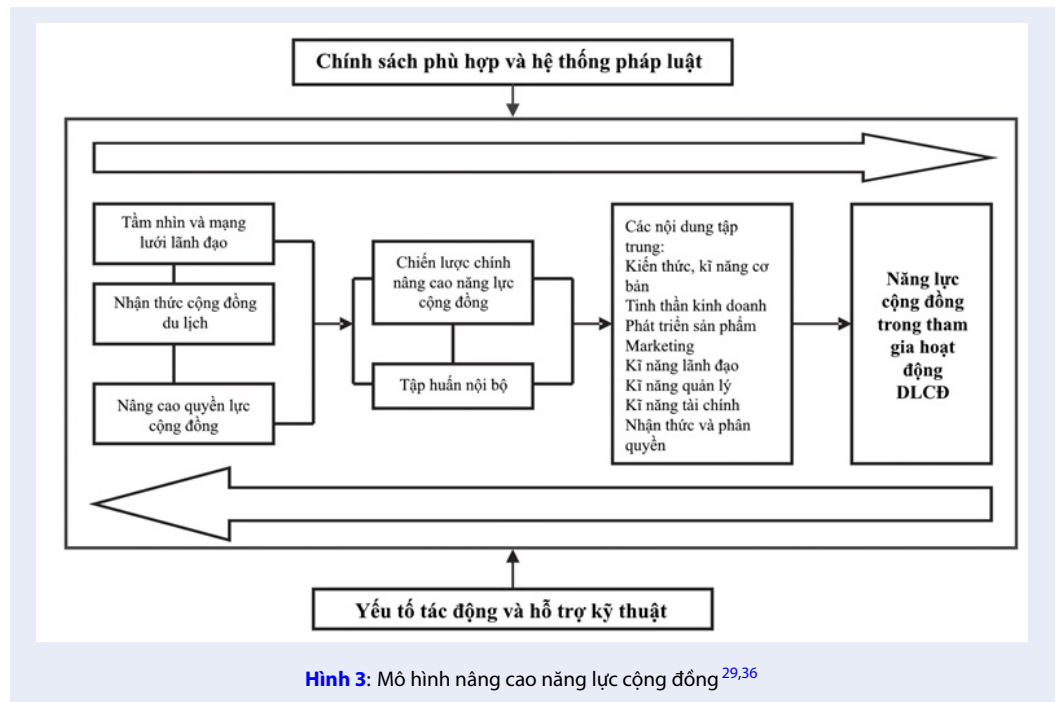 Chính sách phù hợp và hệ thống pháp luật
Tầm nhìn và mạng
lưới lãnh đạo
Nhận thức cộng đồng
du lịch
Nâng cao quyền lực
cộng đồng
Chiến lược chính
nâng cao năng lực
cộng đồng
Tập huấn nội bộ
Các nội dung tập
trung:
Kiến thức, kĩ năng cơ
bản
Tinh thần kinh doanh
Phát triển sản phẩm
Marketing
Kĩ năng lãnh đạo
Kĩ năng quản lý
Kĩ năng tài chính
Nhận thức và phân
quyền
Năng lực
cộng đồng
trong tham
gia hoạt
động
DLCĐ
Yếu tố tác động và hỗ trợ kỹ thuật
Hình 3: Mô hình nâng cao năng lực cộng đồng 29,36